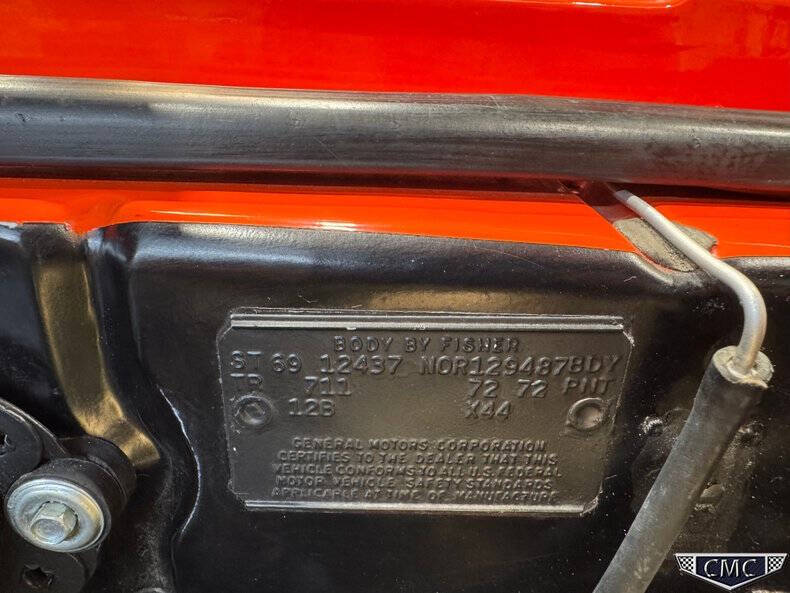 BODY BY FISHER
ST 69 12437 NOR129487BDY
TR 711 72 72 PNT
12B X44
GENERAL MOTORS CORPORATION
CERTIFIES TO THE DEALER THAT THIS
VEHICLE CONFORMS TO ALL U.S. FEDERAL
MOTOR VEHICLE SAFETY STANDARDS
APPLICABLE AT TIME OF MANUFACTURE
CMC